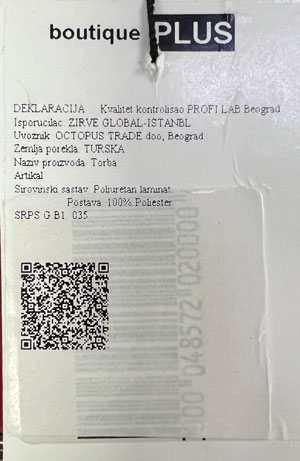 boutique PLUS
DEKLARACIJA Kvalitet kontrolisao PROFI LAB Beograd
Isporucilac: ZIRVE GLOBAL-ISTANBL
Uvoznik: OCTOPUS TRADE doo, Beograd
Zemlja porekla: TURSKA
Naziv proizvoda: Torba
Artikal
Sirovinski sastav: Poliuretan laminat
Postava: 100% Poliester
SRPS G.B1. 035